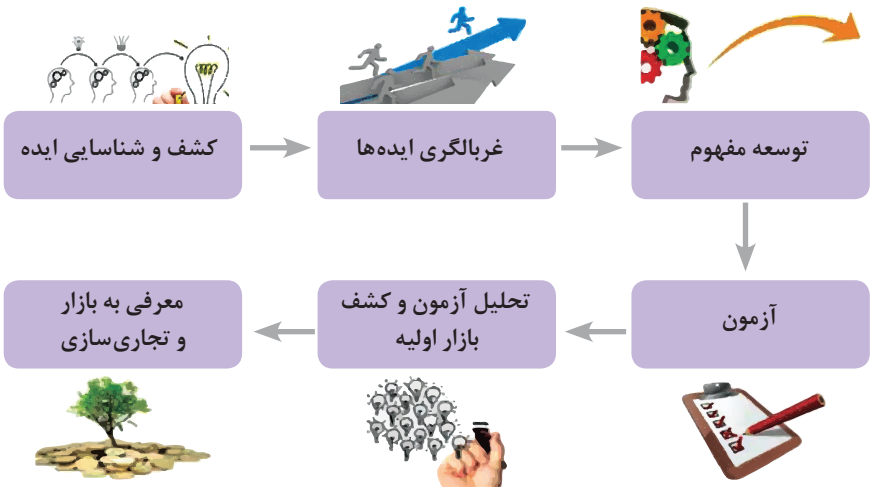 کشف و شناسایی ایده
غربالگری ایده‌ها
توسعه مفهوم
آزمون
تحلیل آزمون و کشف
بازار اولیه
معرفی به بازار
و تجاری‌سازی